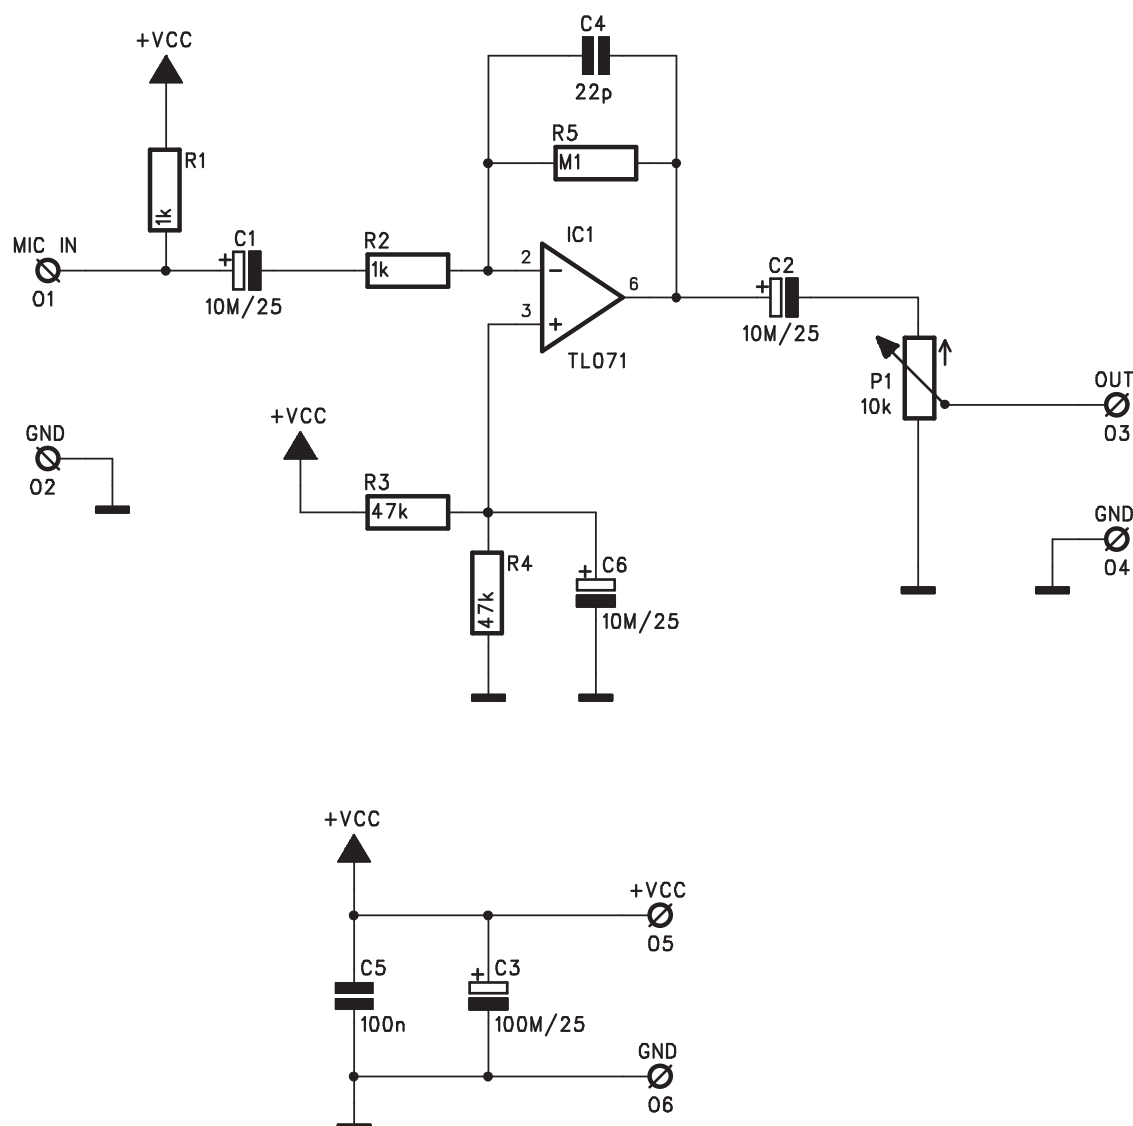 C4
22p
+VCC
R5
M1
R1
1k
MIC IN
O1
+
C1
10M/25
R2
1k
IC1
2
-
3
+
6
TL071
+
C2
10M/25
P1
10k
OUT
O3
GND
O2
+VCC
R3
47k
R4
47k
+
C6
10M/25
GND
O4
+VCC
+VCC
O5
C5
100n
+
C3
100M/25
GND
O6